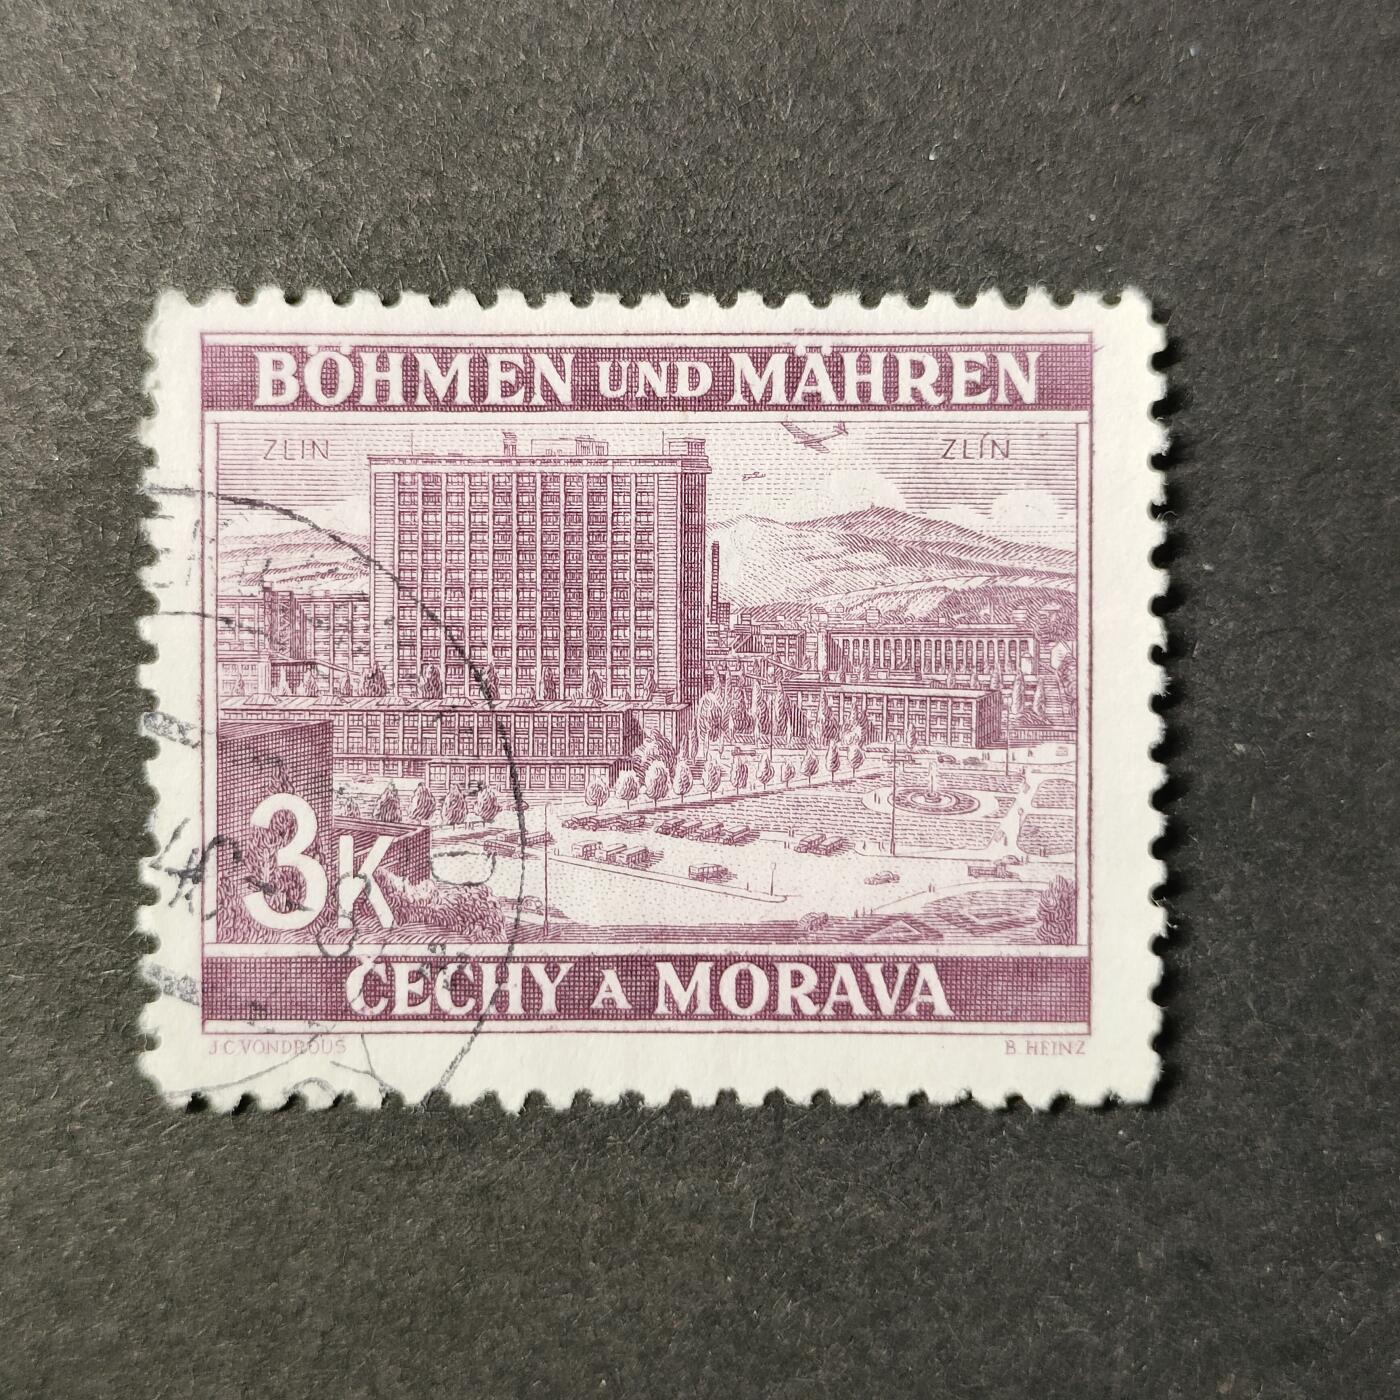 BÖHMEN UND MÄHREN
ZLIN ZLÍN
3K
ČECHY A MORAVA
J.C.VONDROUS B.HEINZ